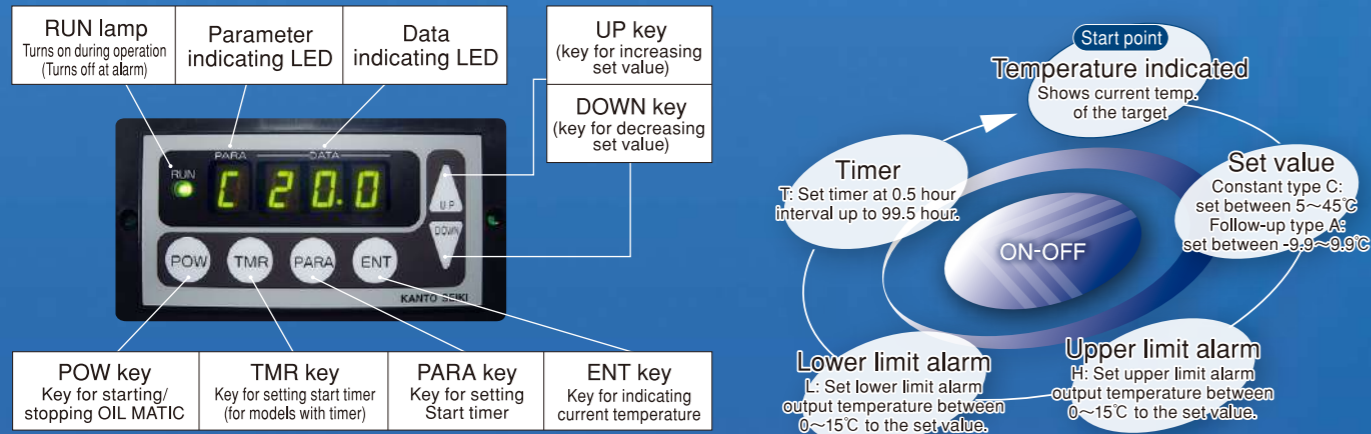 RUN lamp
Turns on during operation
(Turns off at alarm)
Parameter
indicating LED
Data
indicating LED
UP key
(key for increasing
set value)
DOWN key
(key for decreasing
set value)
PARA
DATA
RUN
C 20.0
UP
DOWN
POW
TMR
PARA
ENT
KANTO SEIKI
POW key
Key for starting/
stopping OIL MATIC
TMR key
Key for setting start timer
(for models with timer)
PARA key
Key for setting
Start timer
ENT key
Key for indicating
current temperature
Start point
Temperature indicated
Shows current temp.
of the target
Set value
Constant type C:
set between 5～45℃
Follow-up type A:
set between -9.9～9.9℃
Upper limit alarm
H: Set upper limit alarm
output temperature between
0～15℃ to the set value.
Lower limit alarm
L: Set lower limit alarm
output temperature between
0～15℃ to the set value.
Timer
T: Set timer at 0.5 hour
interval up to 99.5 hour.
ON-OFF